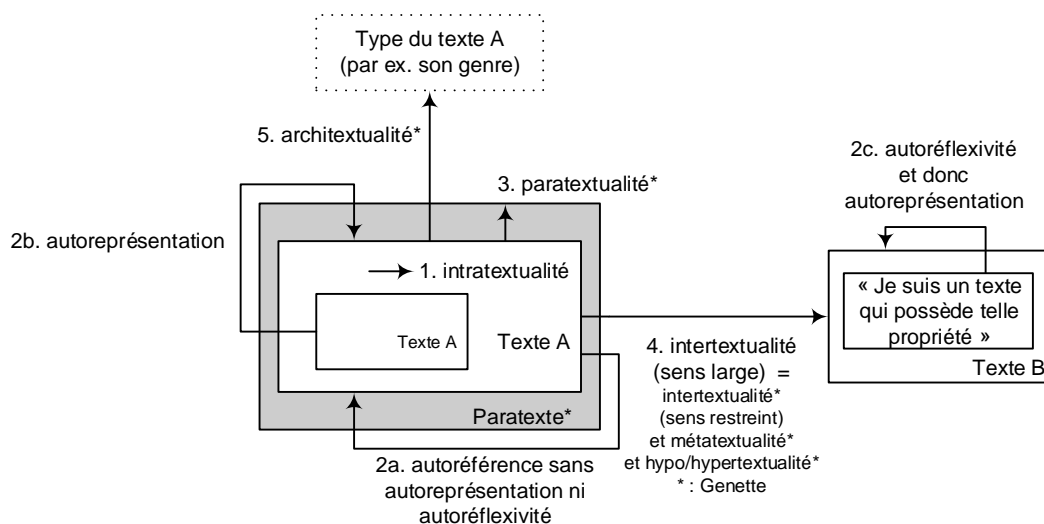 Type du texte A
(par ex. son genre)
5. architextualité*
3. paratextualité*
2b. autoreprésentation
1. intratextualité
Texte A
Texte A
Paratexte*
2a. autoréférence sans
autoreprésentation ni
autoréflexivité
4. intertextualité
(sens large) =
intertextualité*
(sens restreint)
et métatextualité*
et hypo/hypertextualité*
* : Genette
2c. autoréflexivité
et donc
autoreprésentation
« Je suis un texte
qui possède telle
propriété »
Texte B